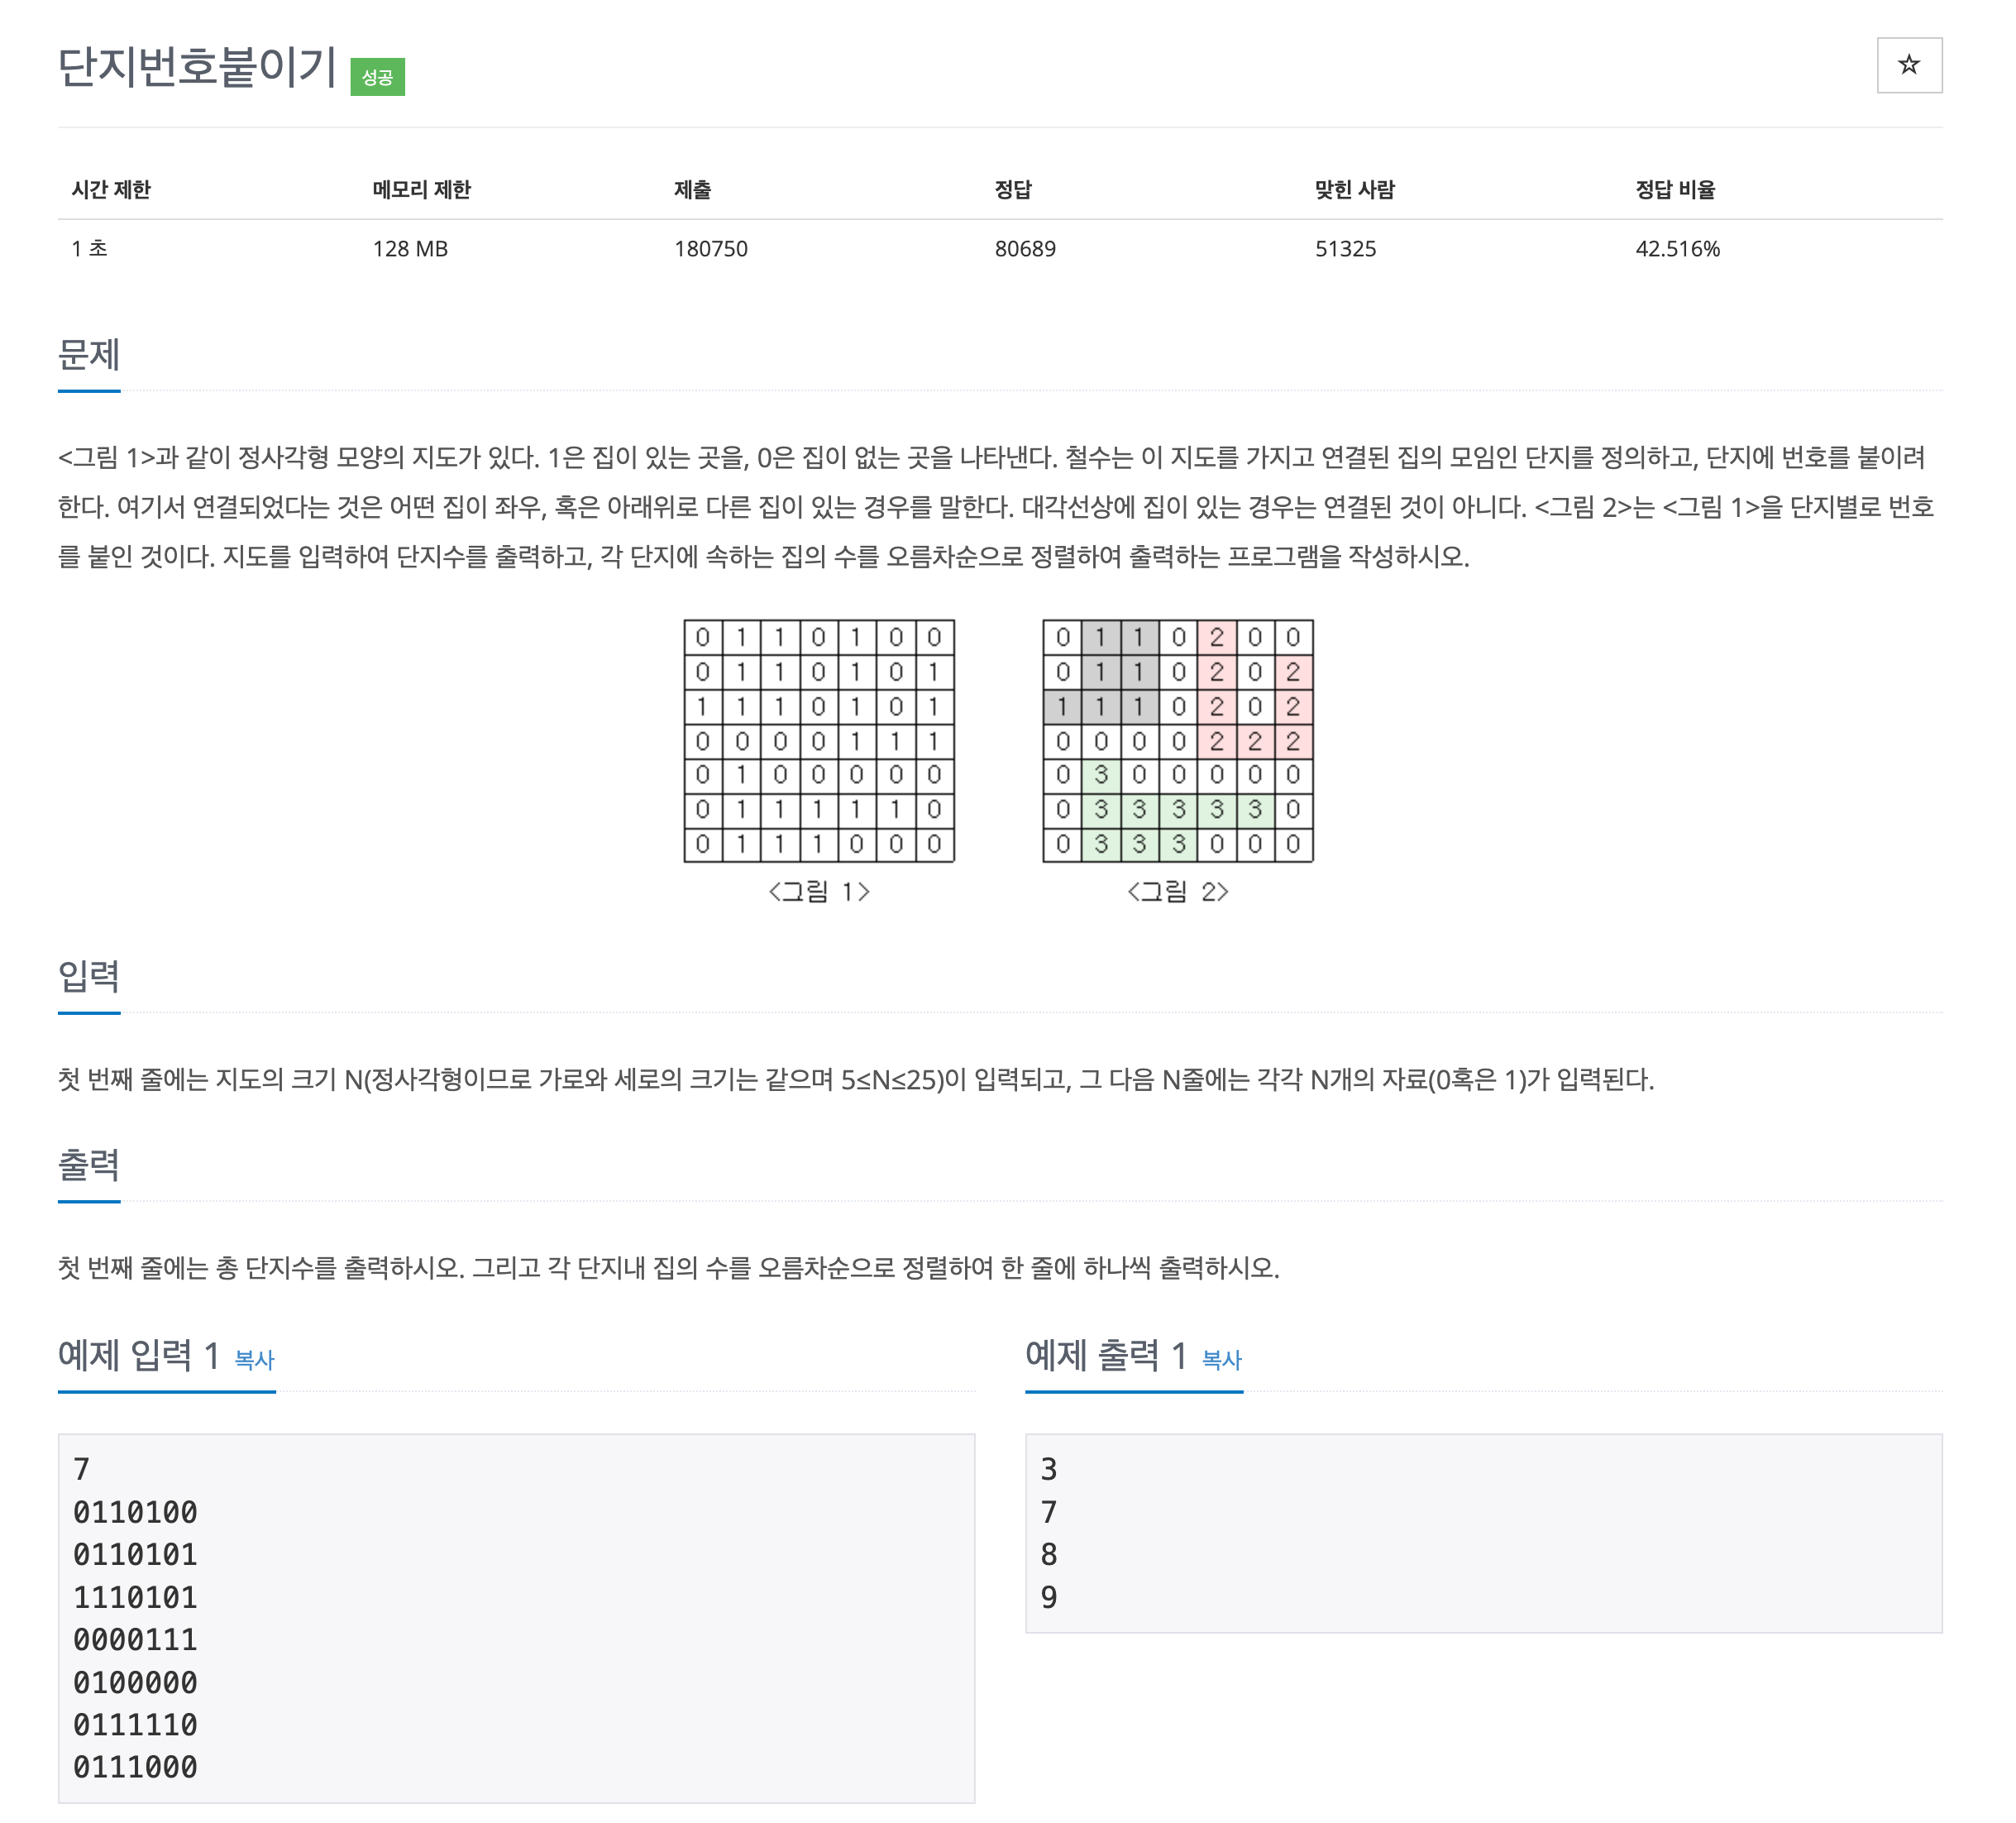 단지번호붙이기 성공
☆
시간 제한 메모리 제한 제출 정답 맞힌 사람 정답 비율
1 초 128 MB 180750 80689 51325 42.516%
문제
<그림 1>과 같이 정사각형 모양의 지도가 있다. 1은 집이 있는 곳을, 0은 집이 없는 곳을 나타낸다. 철수는 이 지도를 가지고 연결된 집의 모임인 단지를 정의하고, 단지에 번호를 붙이려
한다. 여기서 연결되었다는 것은 어떤 집이 좌우, 혹은 아래위로 다른 집이 있는 경우를 말한다. 대각선상에 집이 있는 경우는 연결된 것이 아니다. <그림 2>는 <그림 1>을 단지별로 번호
를 붙인 것이다. 지도를 입력하여 단지수를 출력하고, 각 단지에 속하는 집의 수를 오름차순으로 정렬하여 출력하는 프로그램을 작성하시오.
0 1 1 0 1 0 0
0 1 1 0 1 0 1
1 1 1 0 1 0 1
0 0 0 0 1 1 1
0 1 0 0 0 0 0
0 1 1 1 1 1 0
0 1 1 1 0 0 0
<그림 1>
0 1 1 0 2 0 0
0 1 1 0 2 0 2
1 1 1 0 2 0 2
0 0 0 0 2 2 2
0 3 0 0 0 0 0
0 3 3 3 3 3 0
0 3 3 3 0 0 0
<그림 2>
입력
첫 번째 줄에는 지도의 크기 N(정사각형이므로 가로와 세로의 크기는 같으며 5≤N≤25)이 입력되고, 그 다음 N줄에는 각각 N개의 자료(0혹은 1)가 입력된다.
출력
첫 번째 줄에는 총 단지수를 출력하시오. 그리고 각 단지내 집의 수를 오름차순으로 정렬하여 한 줄에 하나씩 출력하시오.
예제 입력 1 복사
7
0110100
0110101
1110101
0000111
0100000
0111110
0111000
예제 출력 1 복사
3
7
8
9